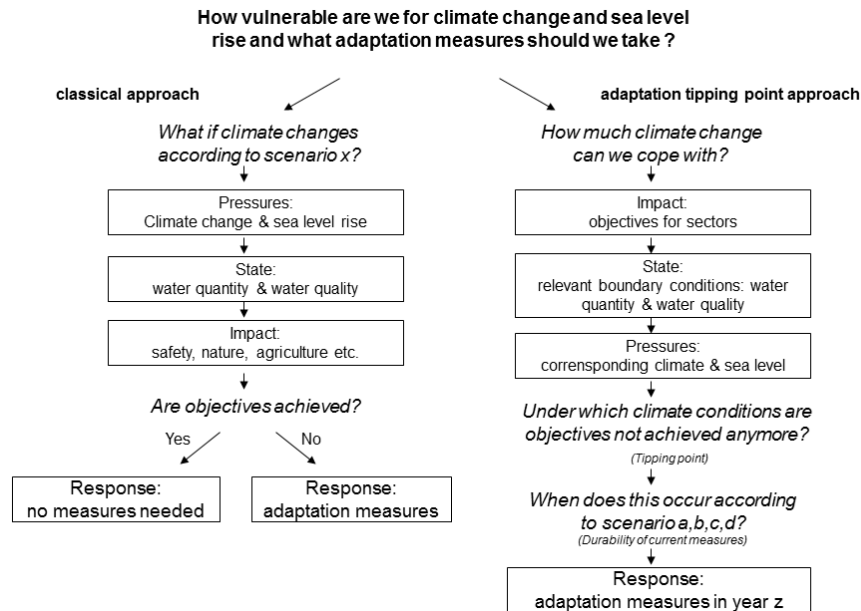 How vulnerable are we for climate change and sea level
rise and what adaptation measures should we take ?
classical approach
What if climate changes
according to scenario x?
Pressures:
Climate change & sea level rise
State:
water quantity & water quality
Impact:
safety, nature, agriculture etc.
Are objectives achieved?
Yes
No
Response:
no measures needed
Response:
adaptation measures
adaptation tipping point approach
How much climate change
can we cope with?
Impact:
objectives for sectors
State:
relevant boundary conditions: water
quantity & water quality
Pressures:
corrensponding climate & sea level
Under which climate conditions are
objectives not achieved anymore?
(Tipping point)
When does this occur according
to scenario a,b,c,d?
(Durability of current measures)
Response:
adaptation measures in year z